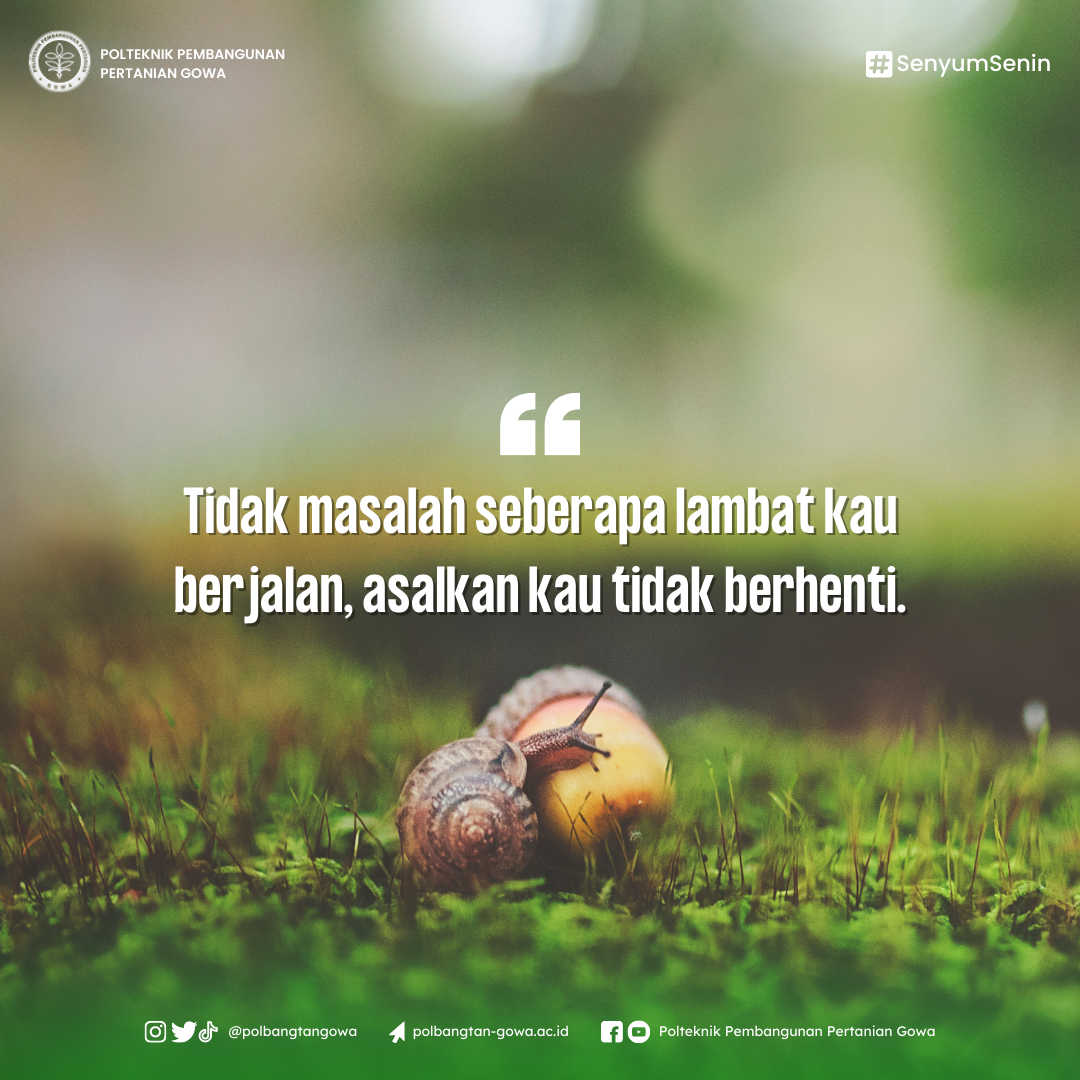 POLTEKNIK PEMBANGUNAN
PERTANIAN GOWA
#SenyumSenin
“
Tidak masalah seberapa lambat kau
berjalan, asalkan kau tidak berhenti.
@polbangtangowa
polbangtan-gowa.ac.id
Polteknik Pembangunan Pertanian Gowa